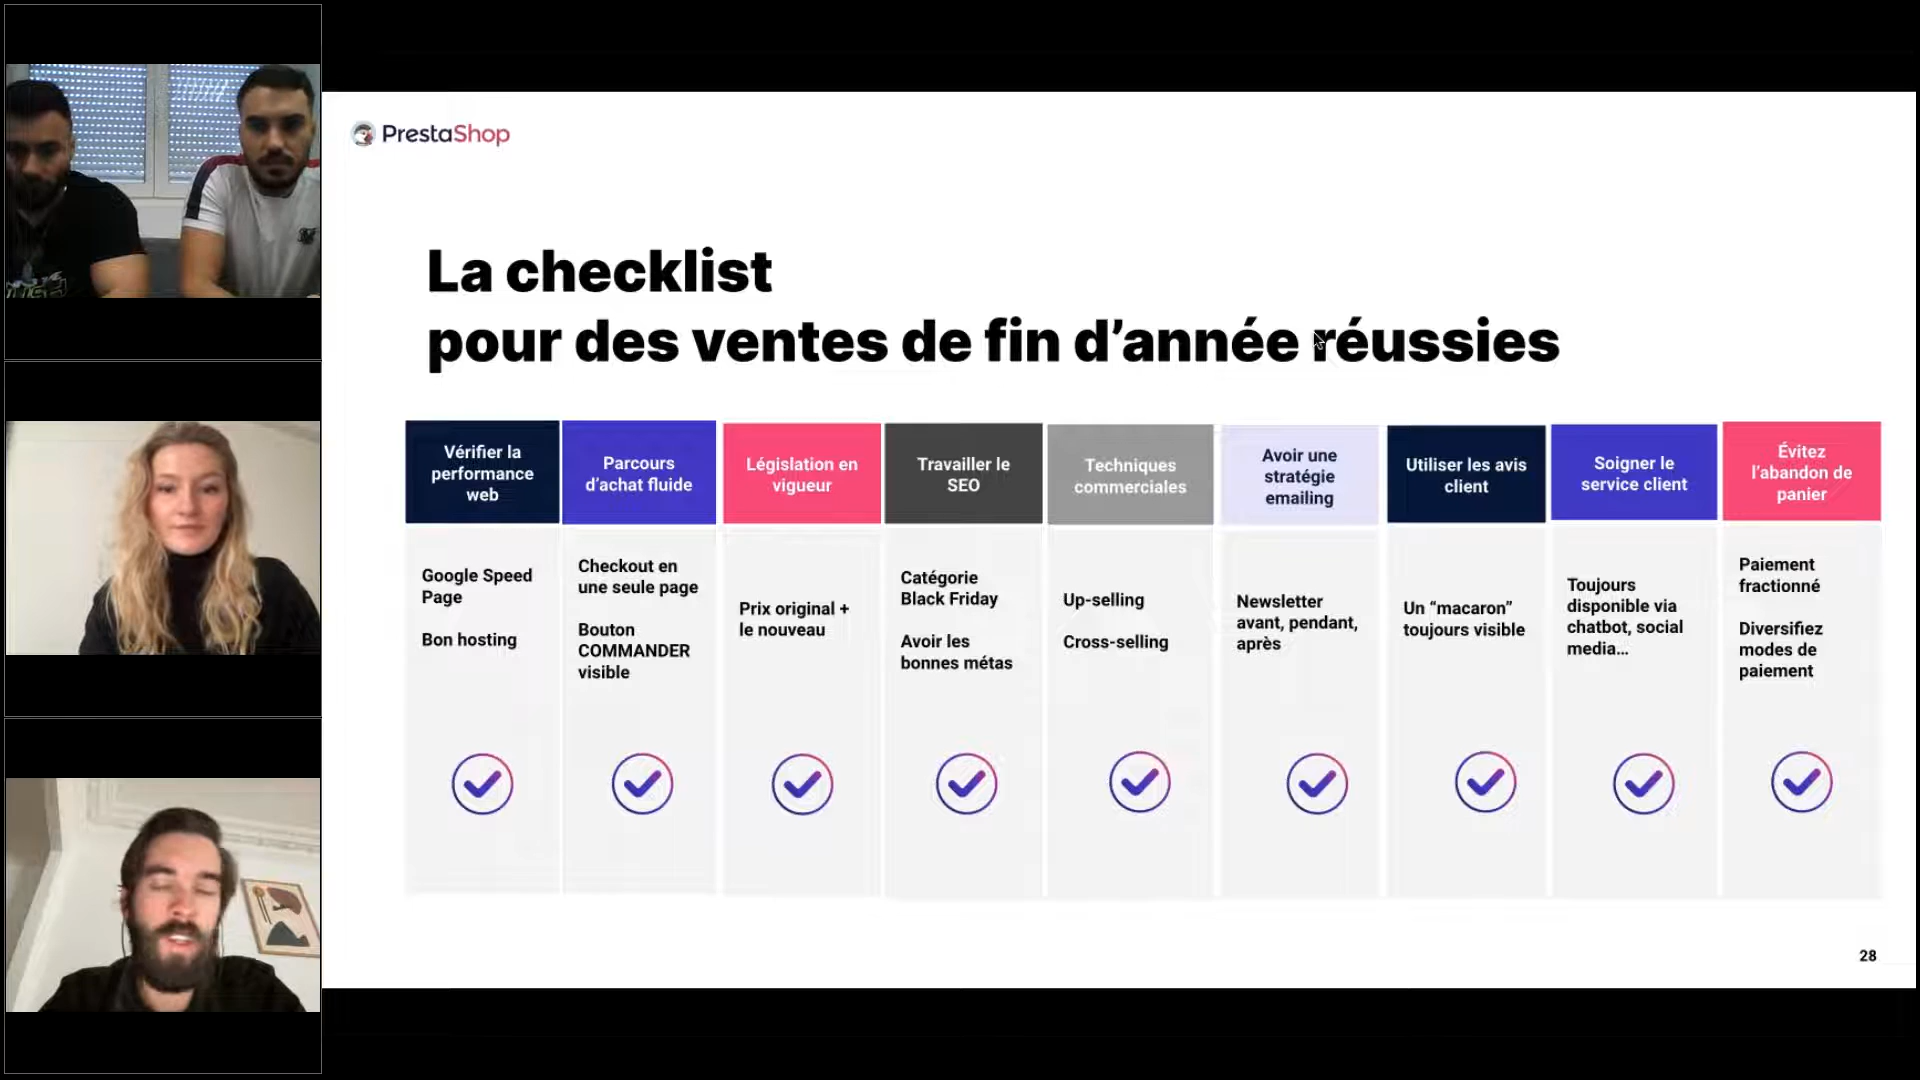 PrestaShop
La checklist
pour des ventes de fin d’année réussies
Vérifier la
performance
web
Google Speed
Page
Bon hosting
Parcours
d’achat fluide
Checkout en
une seule page
Bouton
COMMANDER
visible
Législation en
vigueur
Prix original +
le nouveau
Travailler le
SEO
Catégorie
Black Friday
Avoir les
bonnes métas
Techniques
commerciales
Up-selling
Cross-selling
Avoir une
stratégie
emailing
Newsletter
avant, pendant,
après
Utiliser les avis
client
Un “macaron”
toujours visible
Soigner le
service client
Toujours
disponible via
chatbot, social
media...
Évitez
l’abandon de
panier
Paiement
fractionné
Diversifiez
modes de
paiement
28